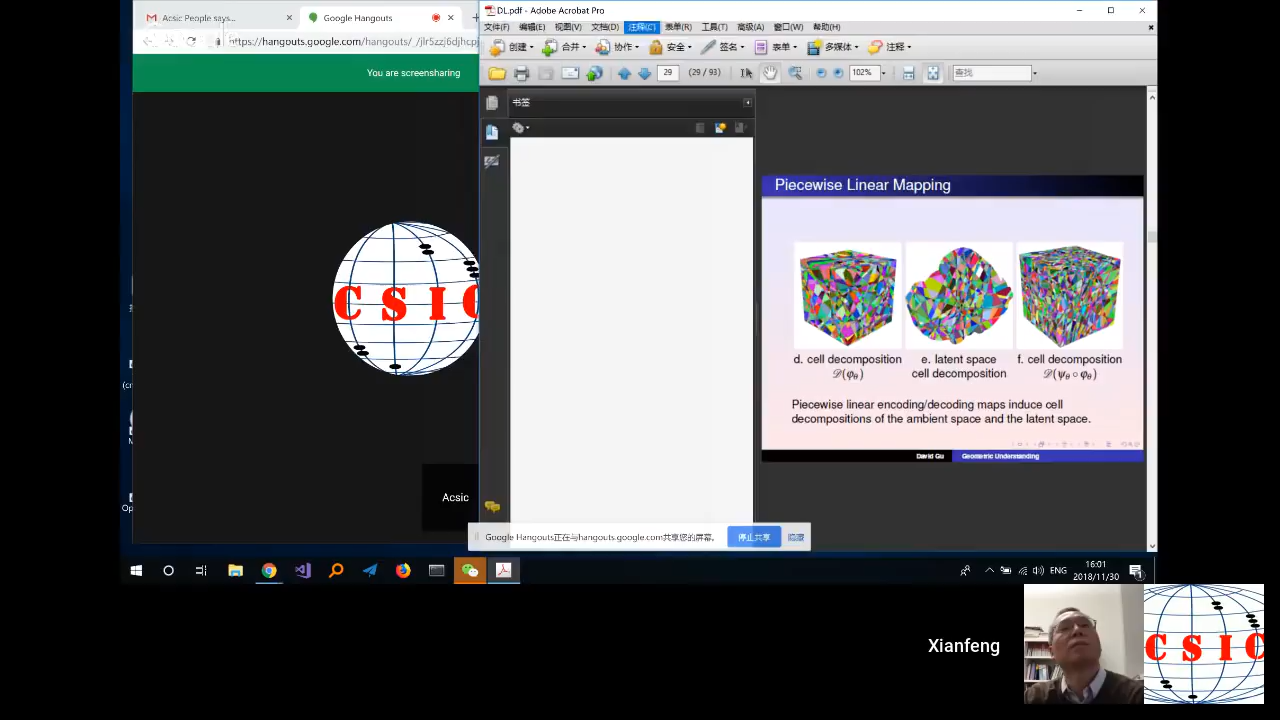 Acsic People says...
Google Hangouts
https://hangouts.google.com/hangouts/_/jlr5zzj6djhcpj
You are screensharing
CSIC
Acsic
DL.pdf - Adobe Acrobat Pro
文件(F) 编辑(E) 视图(V) 文档(D) 注释(C) 表单(R) 工具(T) 高级(A) 窗口(W) 帮助(H)
创建 合并 协作 安全 签名 表单 多媒体 注释
29 (29 / 93) 102% 查找
书签
Piecewise Linear Mapping
d. cell decomposition
𝒟(φθ)
e. latent space
cell decomposition
f. cell decomposition
𝒟(ψθ ∘ φθ)
Piecewise linear encoding/decoding maps induce cell
decompositions of the ambient space and the latent space.
David Gu Geometric Understanding
Google Hangouts正在与hangouts.google.com共享您的屏幕。 停止共享 隐藏
ENG
16:01
2018/11/30
1
Xianfeng
CSIC